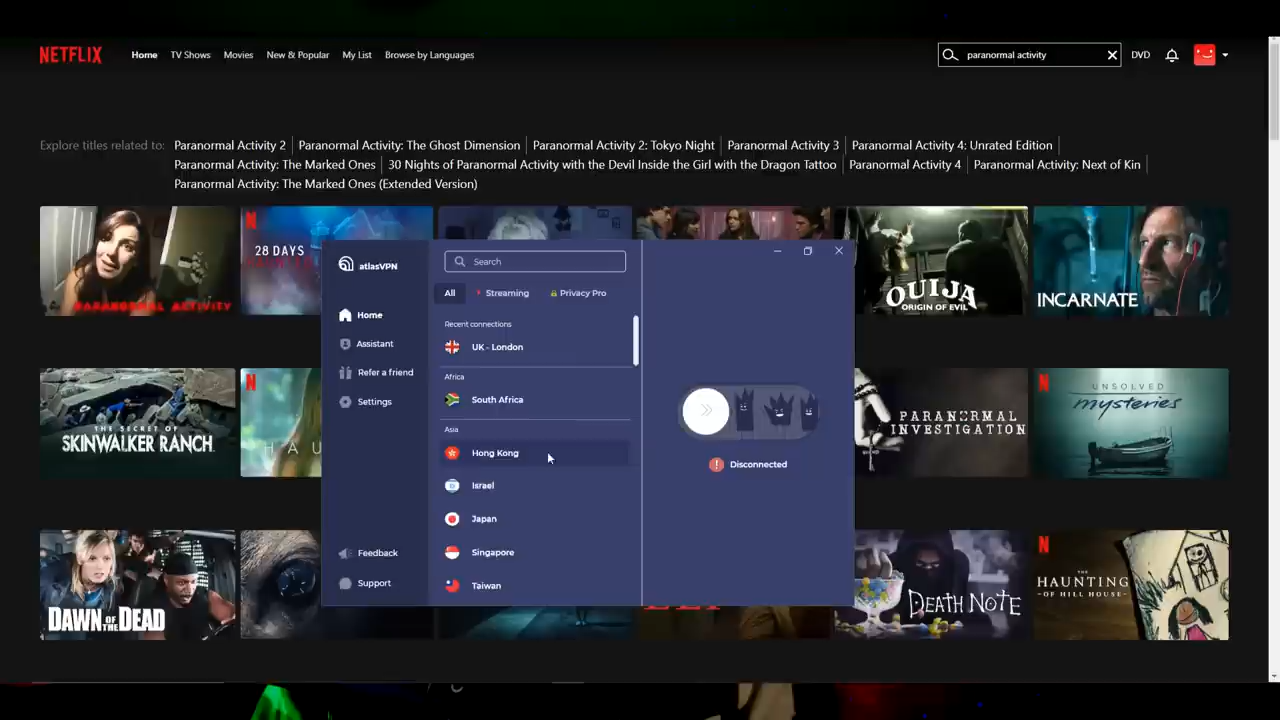 NETFLIX Home TV Shows Movies New & Popular My List Browse by Languages paranormal activity DVD
Explore titles related to: Paranormal Activity 2 Paranormal Activity: The Ghost Dimension Paranormal Activity 2: Tokyo Night Paranormal Activity 3 Paranormal Activity 4: Unrated Edition
Paranormal Activity: The Marked Ones 30 Nights of Paranormal Activity with the Devil Inside the Girl with the Dragon Tattoo Paranormal Activity 4 Paranormal Activity: Next of Kin
Paranormal Activity: The Marked Ones (Extended Version)
PARANORMAL ACTIVITY
N
28 DAYS
OUIJA
ORIGIN OF EVIL
INCARNATE
THE SECRET OF
SKINWALKER RANCH
N
HAU
PARANORMAL
INVESTIGATION
N
UNSOLVED
mysteries
DAWN OF THE DEAD
DEATH NOTE
N
THE
HAUNTING
OF HILL HOUSE
atlasVPN
Home
Assistant
Refer a friend
Settings
Feedback
Support
Search
All Streaming Privacy Pro
Recent connections
UK - London
Africa
South Africa
Asia
Hong Kong
Israel
Japan
Singapore
Taiwan
Disconnected